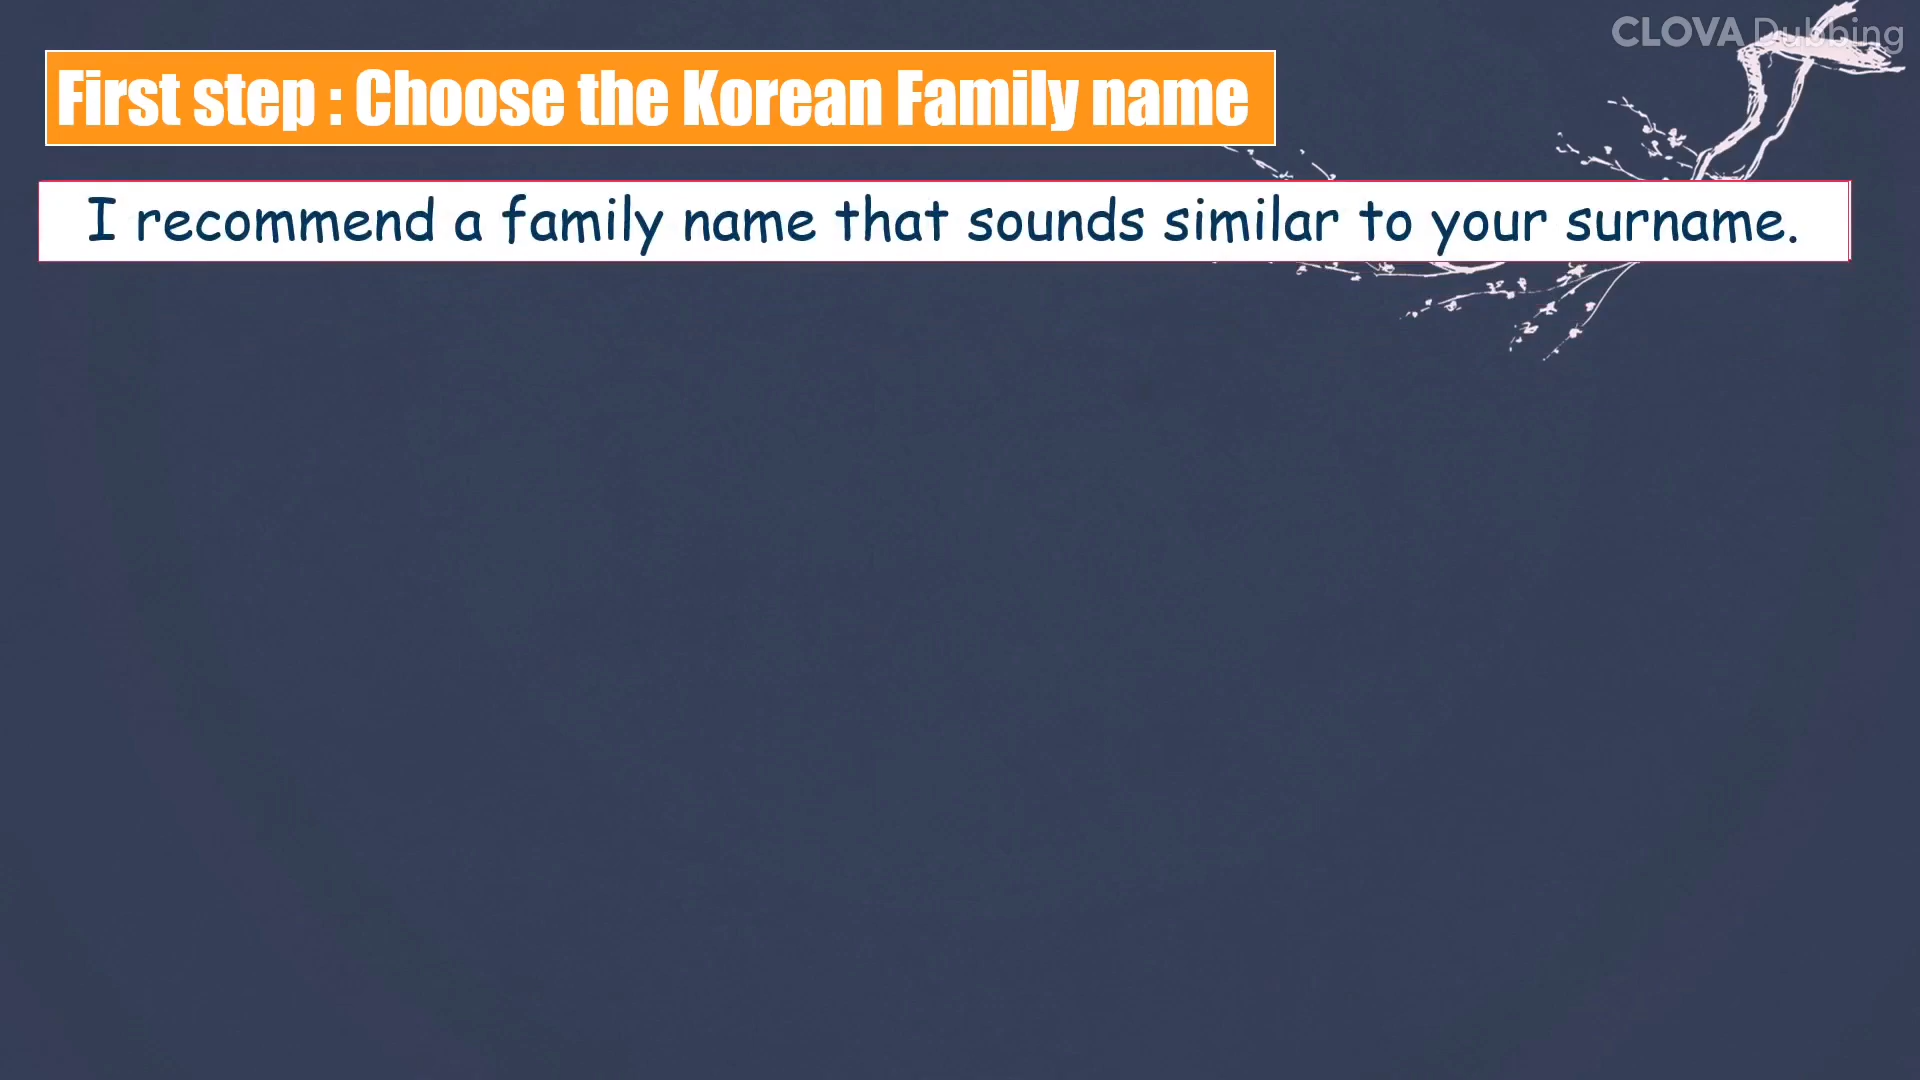 CLOVA Dubbing
First step : Choose the Korean Family name
I recommend a family name that sounds similar to your surname.